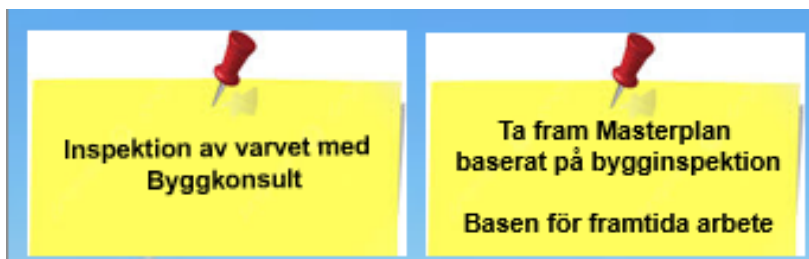 Inspektion av varvet med
Byggkonsult
Ta fram Masterplan
baserat på bygginspektion
Basen för framtida arbete